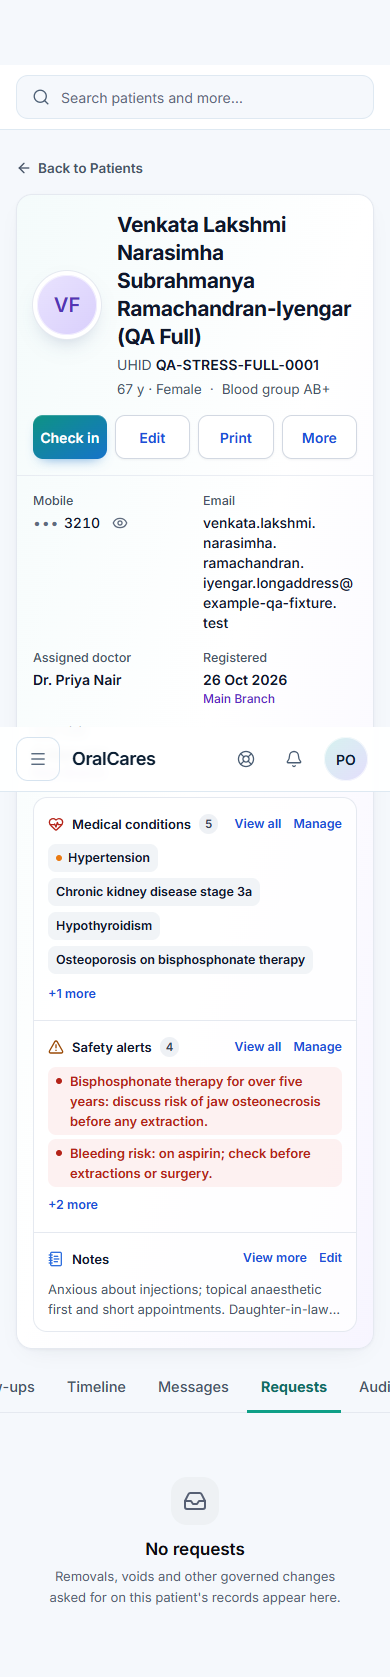 Search patients and more...
Back to Patients
VF
Venkata Lakshmi
Narasimha
Subrahmanya
Ramachandran-Iyengar
(QA Full)
UHID QA-STRESS-FULL-0001
67 y · Female · Blood group AB+
Check in Edit Print More
Mobile
••• 3210
Email
venkata.lakshmi.
narasimha.
ramachandran.
iyengar.longaddress@
example-qa-fixture.
test
Assigned doctor
Dr. Priya Nair
Registered
26 Oct 2026
Main Branch
OralCares PO
Medical conditions 5 View all Manage
Hypertension
Chronic kidney disease stage 3a
Hypothyroidism
Osteoporosis on bisphosphonate therapy
+1 more
Safety alerts 4 View all Manage
Bisphosphonate therapy for over five
years: discuss risk of jaw osteonecrosis
before any extraction.
Bleeding risk: on aspirin; check before
extractions or surgery.
+2 more
Notes View more Edit
Anxious about injections; topical anaesthetic
first and short appointments. Daughter-in-law...
-ups Timeline Messages Requests Audi
No requests
Removals, voids and other governed changes
asked for on this patient's records appear here.